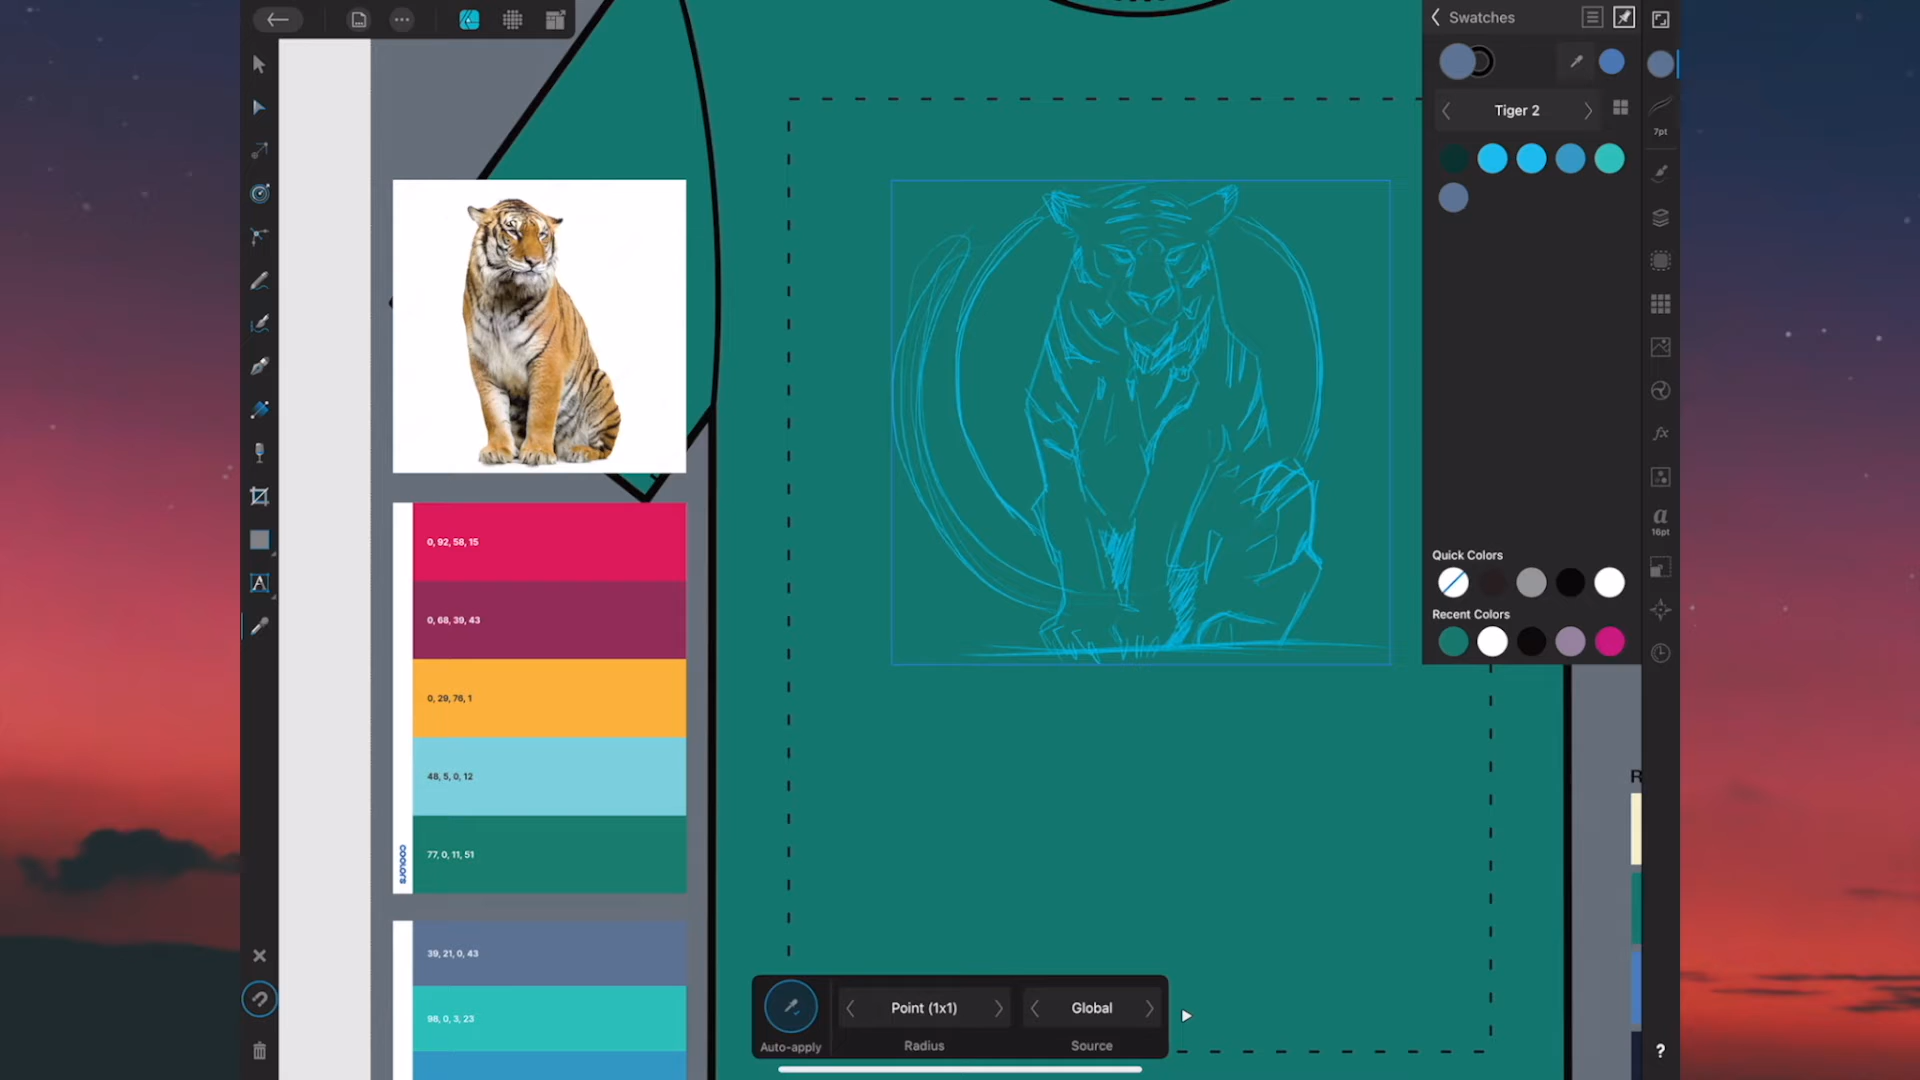 Swatches
Tiger 2
7pt
fx
a
16pt
Quick Colors
Recent Colors
0, 92, 58, 15
0, 68, 39, 43
0, 29, 76, 1
48, 5, 0, 12
77, 0, 11, 51
coolors
39, 21, 0, 43
98, 0, 3, 23
A
R
Point (1x1)
Global
Auto-apply
Radius
Source
?